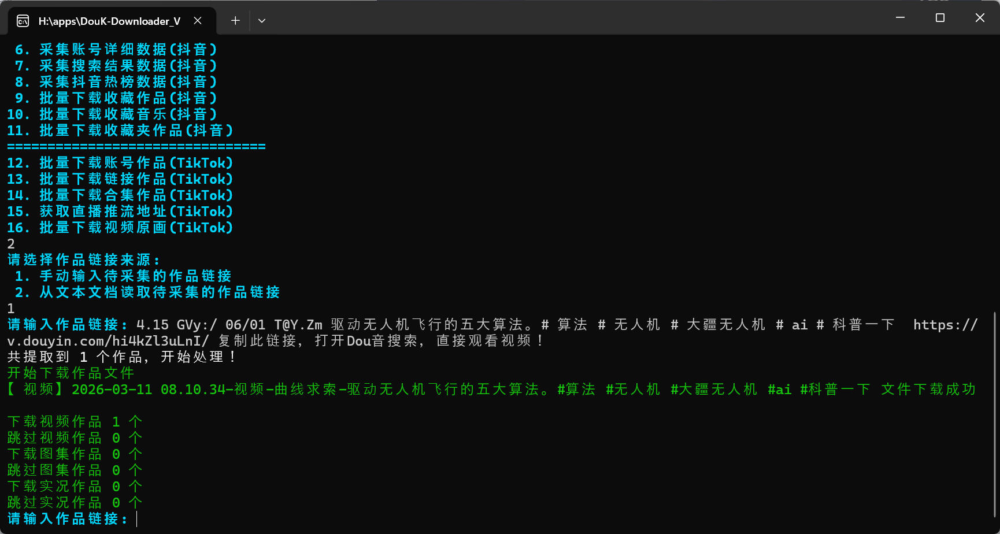 H:\apps\DouK-Downloader_V
6. 采集账号详细数据(抖音)
7. 采集搜索结果数据(抖音)
8. 采集抖音热榜数据(抖音)
9. 批量下载收藏作品(抖音)
10. 批量下载收藏音乐(抖音)
11. 批量下载收藏夹作品(抖音)
================================
12. 批量下载账号作品(TikTok)
13. 批量下载链接作品(TikTok)
14. 批量下载合集作品(TikTok)
15. 获取直播推流地址(TikTok)
16. 批量下载视频原画(TikTok)
2
请选择作品链接来源:
1. 手动输入待采集的作品链接
2. 从文本文档读取待采集的作品链接
1
请输入作品链接: 4.15 GVy:/ 06/01 T@Y.Zm 驱动无人机飞行的五大算法。# 算法 # 无人机 # 大疆无人机 # ai # 科普一下  https://
v.douyin.com/hi4kZl3uLnI/ 复制此链接，打开Dou音搜索，直接观看视频！
共提取到 1 个作品，开始处理！
开始下载作品文件
【视频】2026-03-11 08.10.34-视频-曲线求索-驱动无人机飞行的五大算法。#算法 #无人机 #大疆无人机 #ai #科普一下 文件下载成功
下载视频作品 1 个
跳过视频作品 0 个
下载图集作品 0 个
跳过图集作品 0 个
下载实况作品 0 个
跳过实况作品 0 个
请输入作品链接: